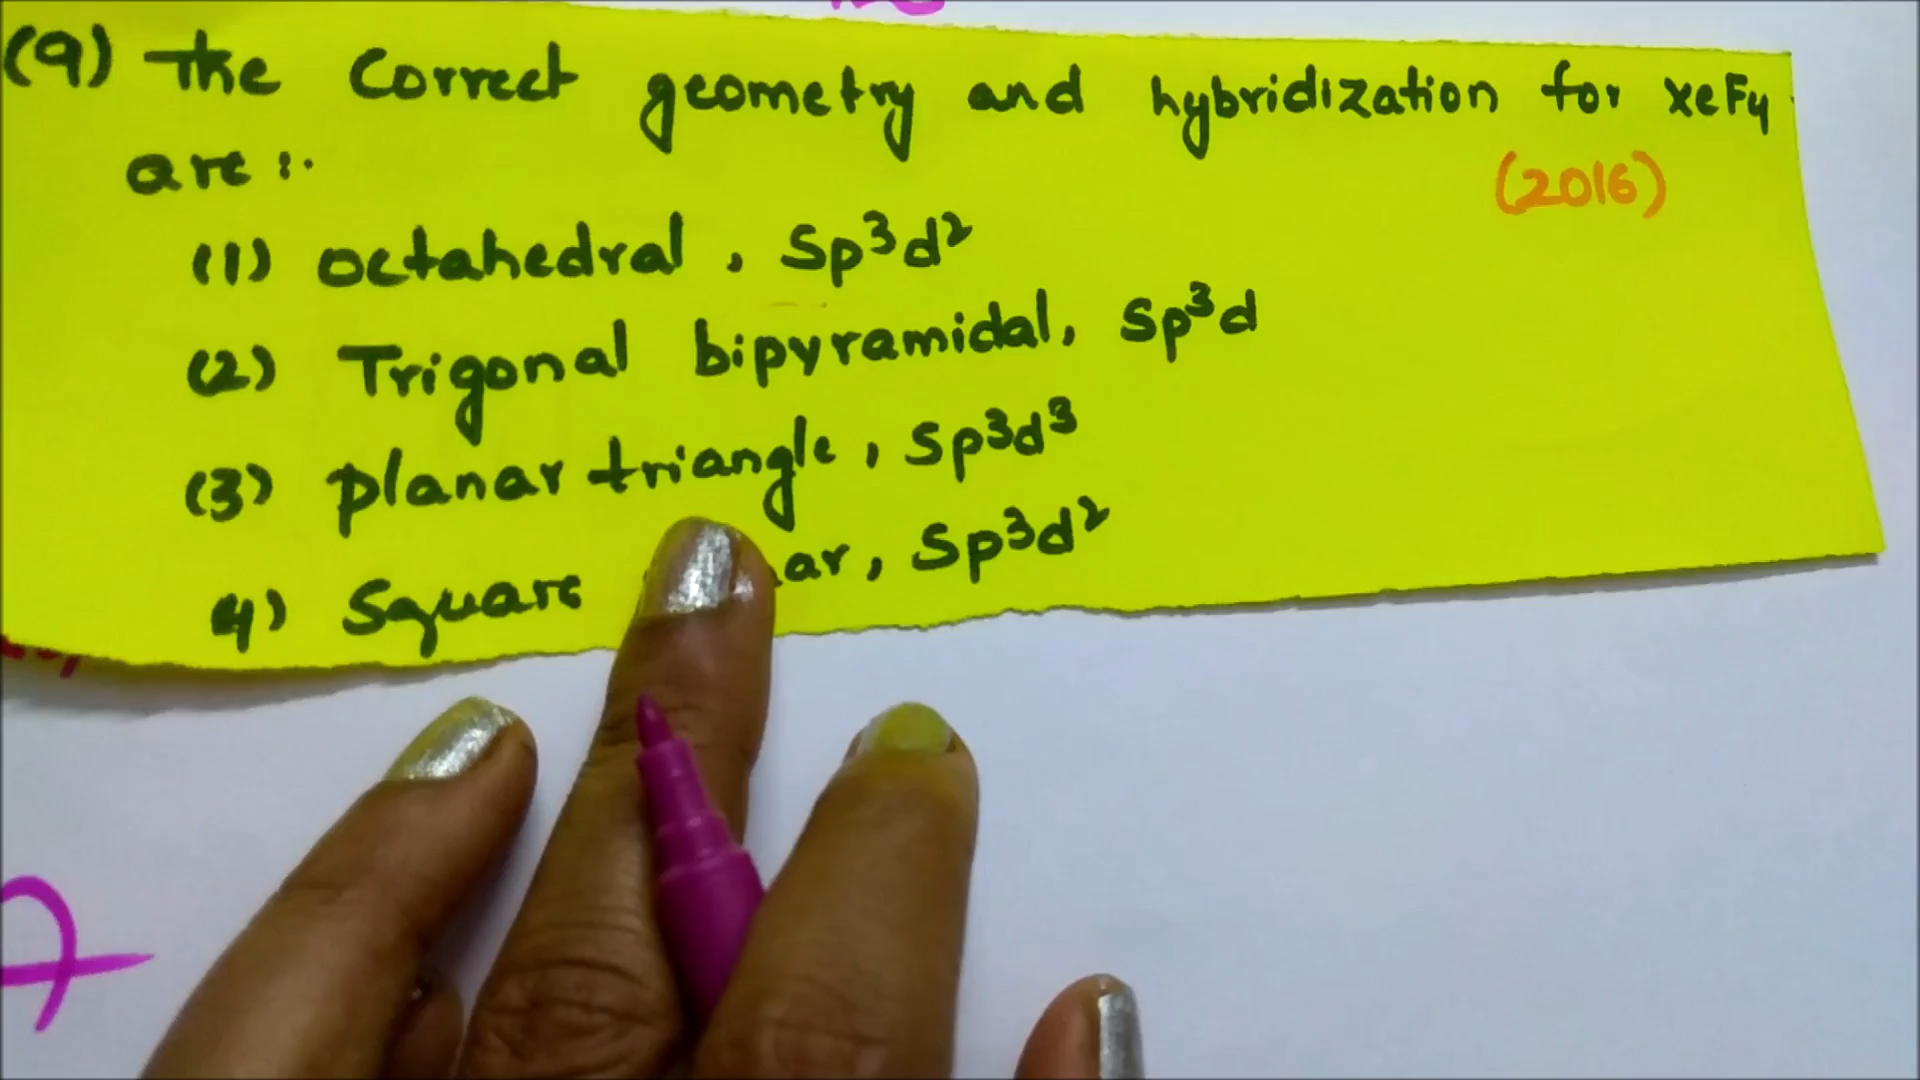 (9) The correct geometry and hybridization for XeF4
are :.
(2016)
(1) octahedral, Sp³d²
(2) Trigonal bipyramidal, Sp³d
(3) planar triangle, Sp³d³
4) Square ar, Sp³d²